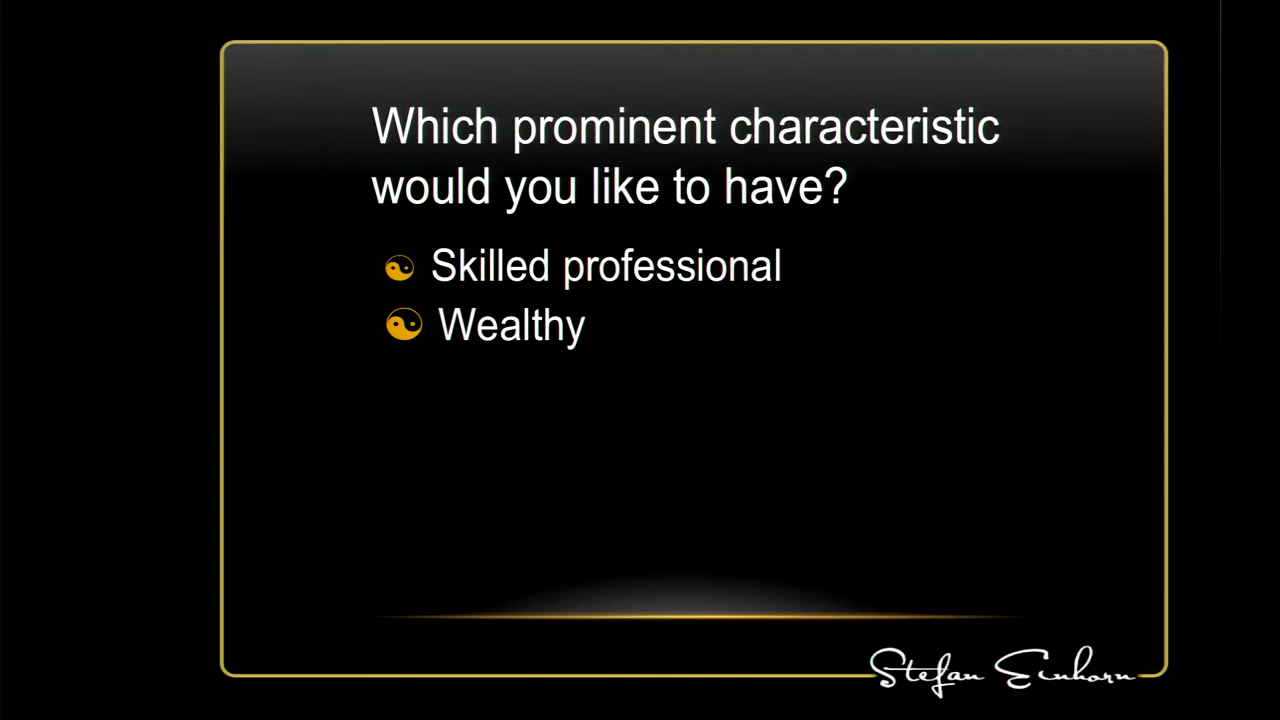 Which prominent characteristic
would you like to have?
Skilled professional
Wealthy
Stefan Einhorn